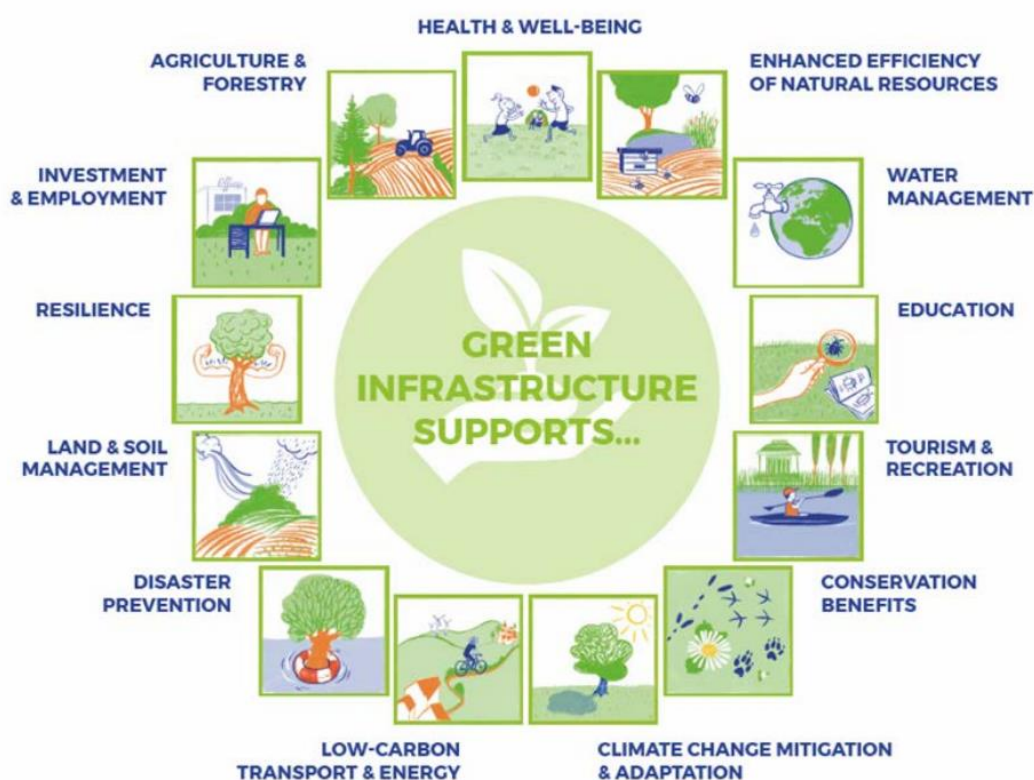 HEALTH & WELL-BEING
AGRICULTURE &
FORESTRY
ENHANCED EFFICIENCY
OF NATURAL RESOURCES
INVESTMENT
& EMPLOYMENT
WATER
MANAGEMENT
RESILIENCE
EDUCATION
GREEN
INFRASTRUCTURE
SUPPORTS...
LAND & SOIL
MANAGEMENT
TOURISM &
RECREATION
DISASTER
PREVENTION
CONSERVATION
BENEFITS
LOW-CARBON
TRANSPORT & ENERGY
CLIMATE CHANGE MITIGATION
& ADAPTATION